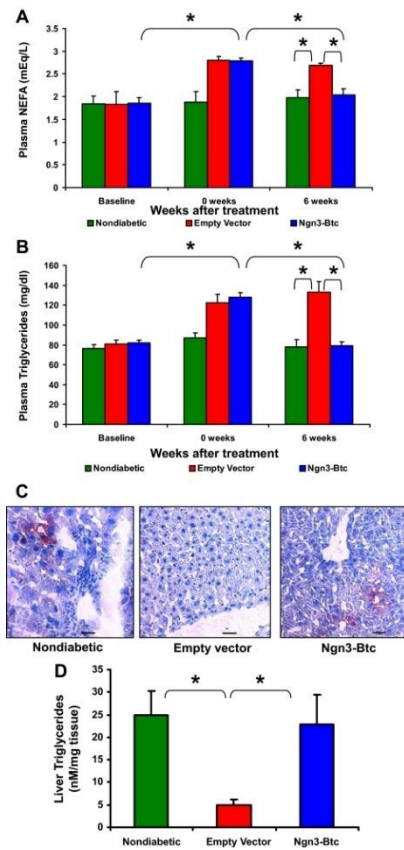 A
* *
* *
Plasma NEFA (mEq/L)
3.5
3
2.5
2
1.5
1
0.5
0
Baseline 0 weeks 6 weeks
Weeks after treatment
Nondiabetic Empty Vector Ngn3-Btc
B
* *
* *
Plasma Triglycerides (mg/dl)
160
140
120
100
80
60
40
20
0
Baseline 0 weeks 6 weeks
Weeks after treatment
Nondiabetic Empty Vector Ngn3-Btc
C
Nondiabetic Empty vector Ngn3-Btc
D
* *
Liver Triglycerides
(nM/mg tissue)
35
30
25
20
15
10
5
0
Nondiabetic Empty Vector Ngn3-Btc